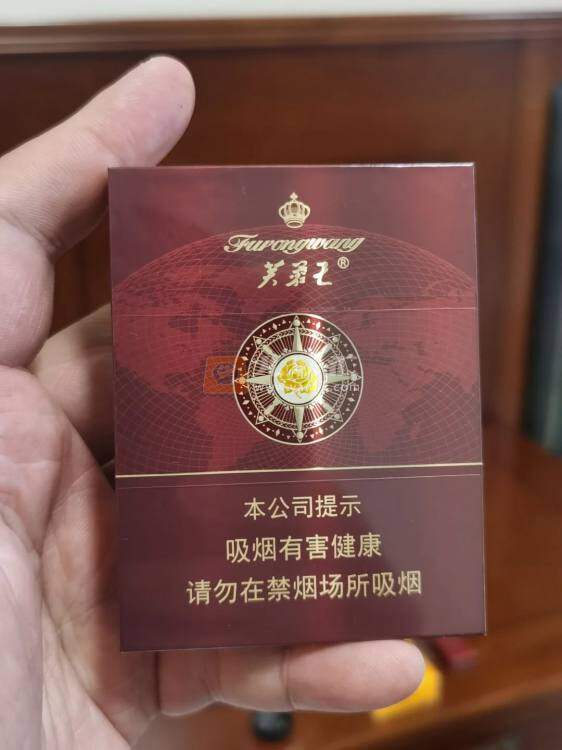 Furongwang
芙蓉王®
本公司提示
吸烟有害健康
请勿在禁烟场所吸烟